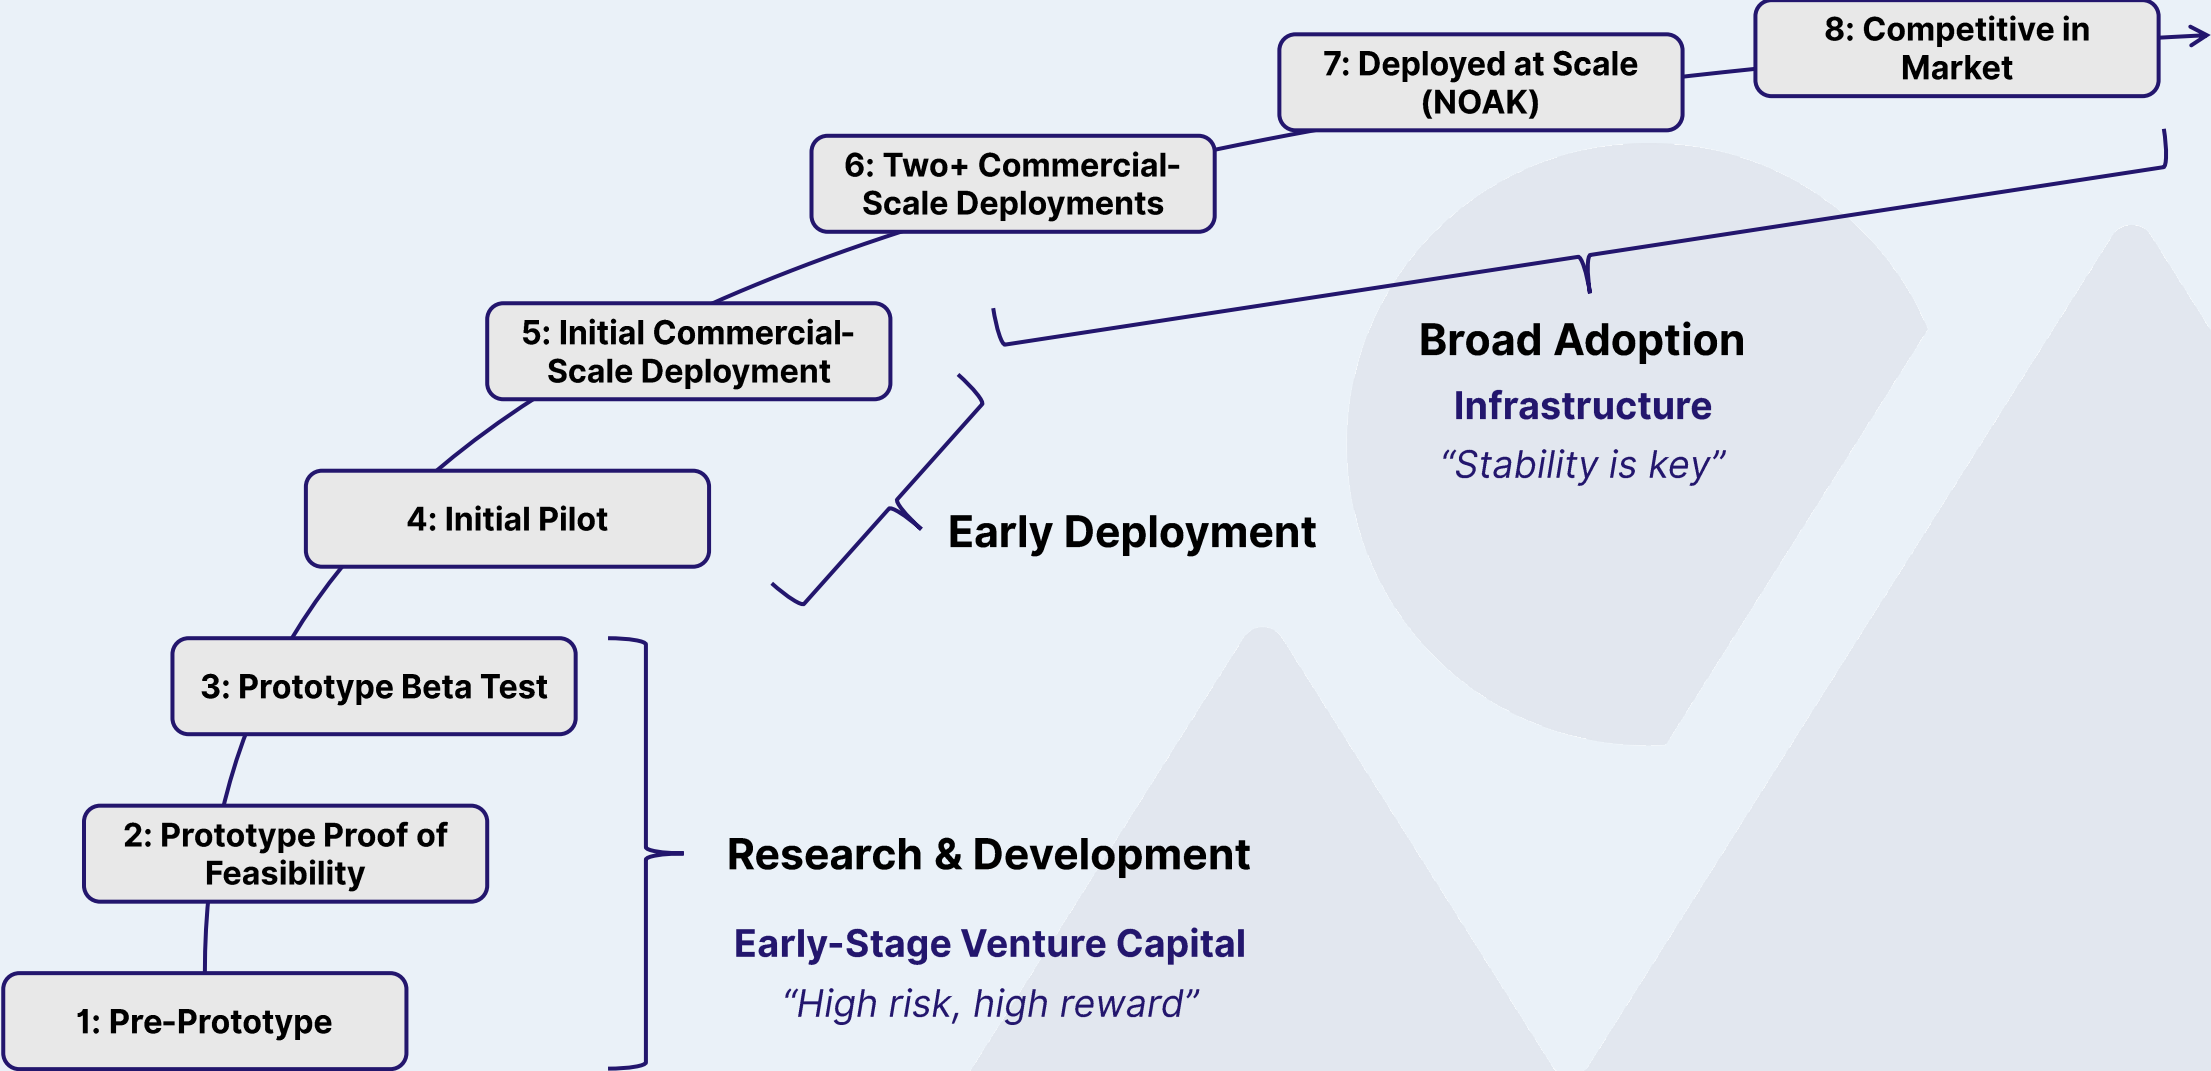 8: Competitive in
Market
7: Deployed at Scale
(NOAK)
6: Two+ Commercial-
Scale Deployments
5: Initial Commercial-
Scale Deployment
4: Initial Pilot
3: Prototype Beta Test
2: Prototype Proof of
Feasibility
1: Pre-Prototype
Broad Adoption
Infrastructure
“Stability is key”
Early Deployment
Research & Development
Early-Stage Venture Capital
“High risk, high reward”